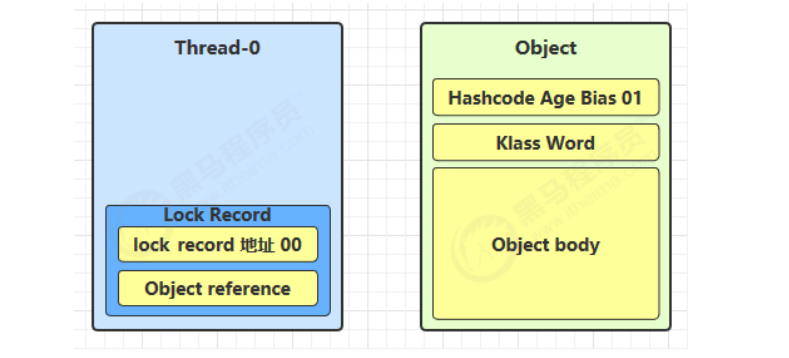 Thread-0
Lock Record
lock record 地址 00
Object reference
Object
Hashcode Age Bias 01
Klass Word
Object body
黑马程序员
www.itheima.com
黑马程序员
www.itheima.com